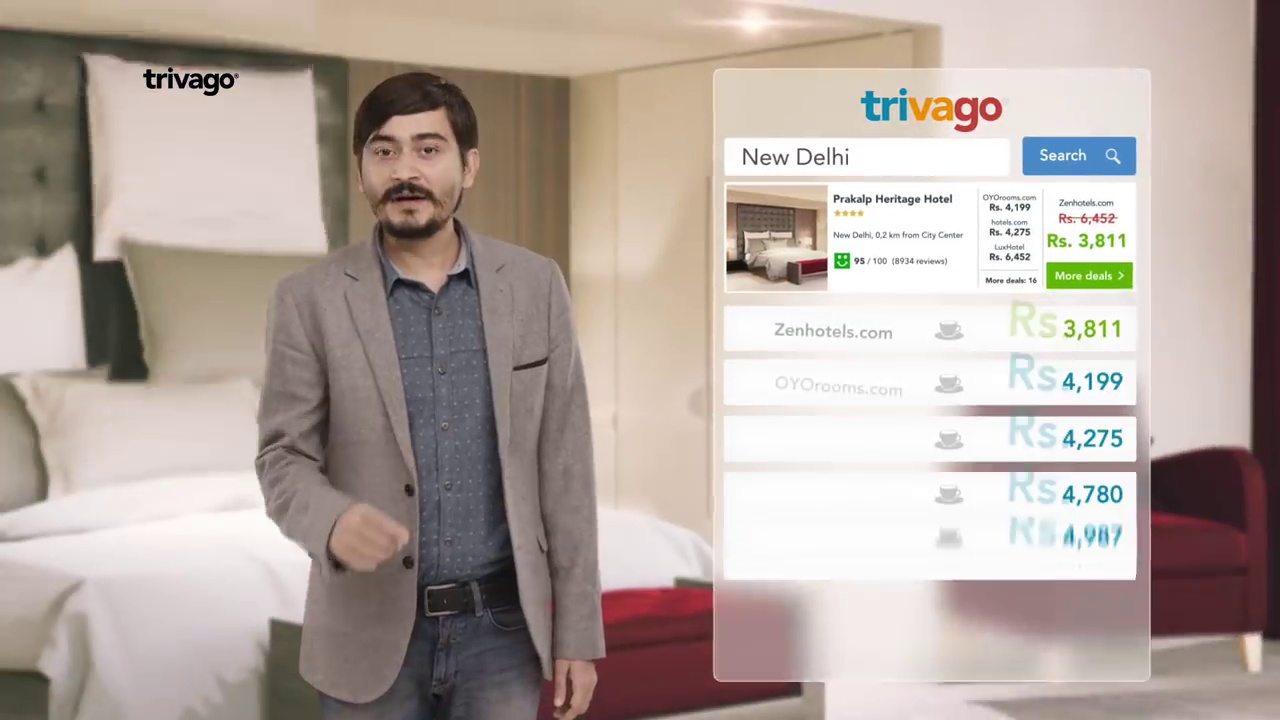 trivago®
trivago
New Delhi
Search
Prakalp Heritage Hotel
New Delhi, 0,2 km from City Center
95 / 100 (8934 reviews)
OYOrooms.com
Rs. 4,199
hotels.com
Rs. 4,275
LuxHotel
Rs. 6,452
More deals: 16
Zenhotels.com
Rs. 6,452
Rs. 3,811
More deals >
Zenhotels.com Rs 3,811
OYOrooms.com Rs 4,199
Rs 4,275
Rs 4,780
Rs 4,987